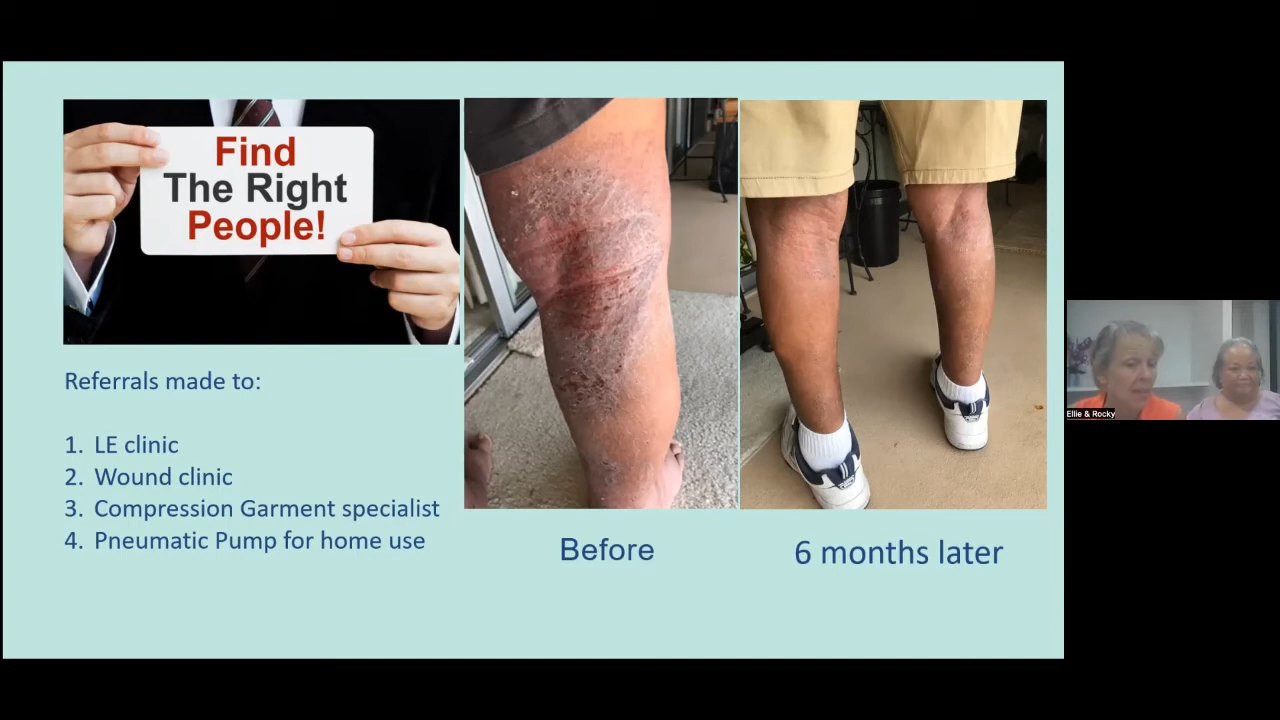 Find
The Right
People!
Referrals made to:
1. LE clinic
2. Wound clinic
3. Compression Garment specialist
4. Pneumatic Pump for home use
Before
6 months later
Ellie & Rocky